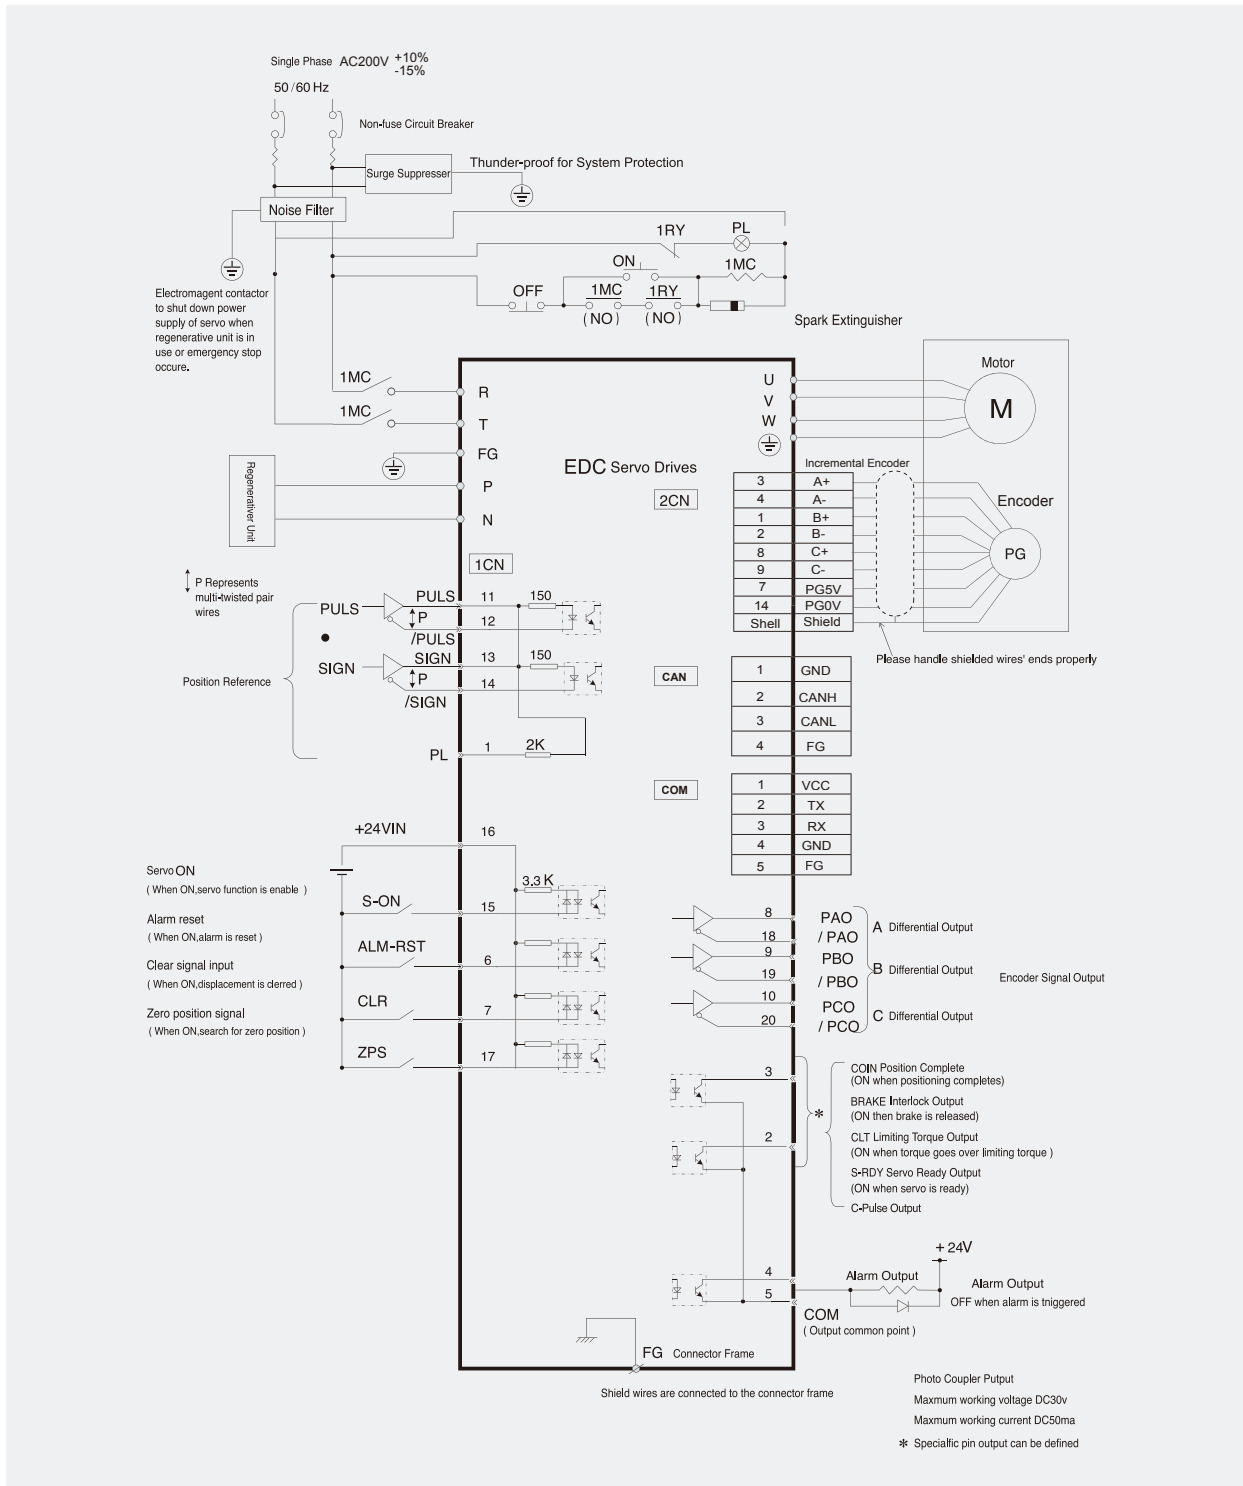 Single Phase AC200V +10%
-15%
50/60 Hz
Non-fuse Circuit Breaker
Surge Suppresser
Thunder-proof for System Protection
Noise Filter
1RY
PL
ON
1MC
OFF
1MC
1RY
(NO)
(NO)
Spark Extinguisher
Electromagent contactor
to shut down power
supply of servo when
regenerative unit is in
use or emergency stop
occure.
1MC
R
1MC
T
FG
P
N
Regenerativer Unit
EDC Servo Drives
U
V
W
Motor
M
Incremental Encoder
Encoder
PG
2CN
3 A+
4 A-
1 B+
2 B-
8 C+
9 C-
7 PG5V
14 PG0V
Shell Shield
Please handle shielded wires' ends properly
1CN
P Represents
multi-twisted pair
wires
PULS
PULS 11 150
P
12
/PULS
SIGN
SIGN 13 150
P
14
/SIGN
Position Reference
PL 1 2K
CAN
1 GND
2 CANH
3 CANL
4 FG
COM
1 VCC
2 TX
3 RX
4 GND
5 FG
+24VIN 16
3.3 K
Servo ON
( When ON,servo function is enable )
S-ON 15
Alarm reset
( When ON,alarm is reset )
ALM-RST 6
Clear signal input
( When ON,displacement is clerred )
CLR 7
Zero position signal
( When ON,search for zero position )
ZPS 17
8 PAO
18 / PAO
A Differential Output
9 PBO
19 / PBO
B Differential Output
10 PCO
20 / PCO
C Differential Output
Encoder Signal Output
3
2
*
COIN Position Complete
(ON when positioning completes)
BRAKE Interlock Output
(ON then brake is released)
CLT Limiting Torque Output
(ON when torque goes over limiting torque )
S-RDY Servo Ready Output
(ON when servo is ready)
C-Pulse Output
+ 24V
4
5
Alarm Output
Alarm Output
OFF when alarm is tniggered
COM
( Output common point )
FG Connector Frame
Shield wires are connected to the connector frame
Photo Coupler Putput
Maxmum working voltage DC30v
Maxmum working current DC50ma
* Specialfic pin output can be defined